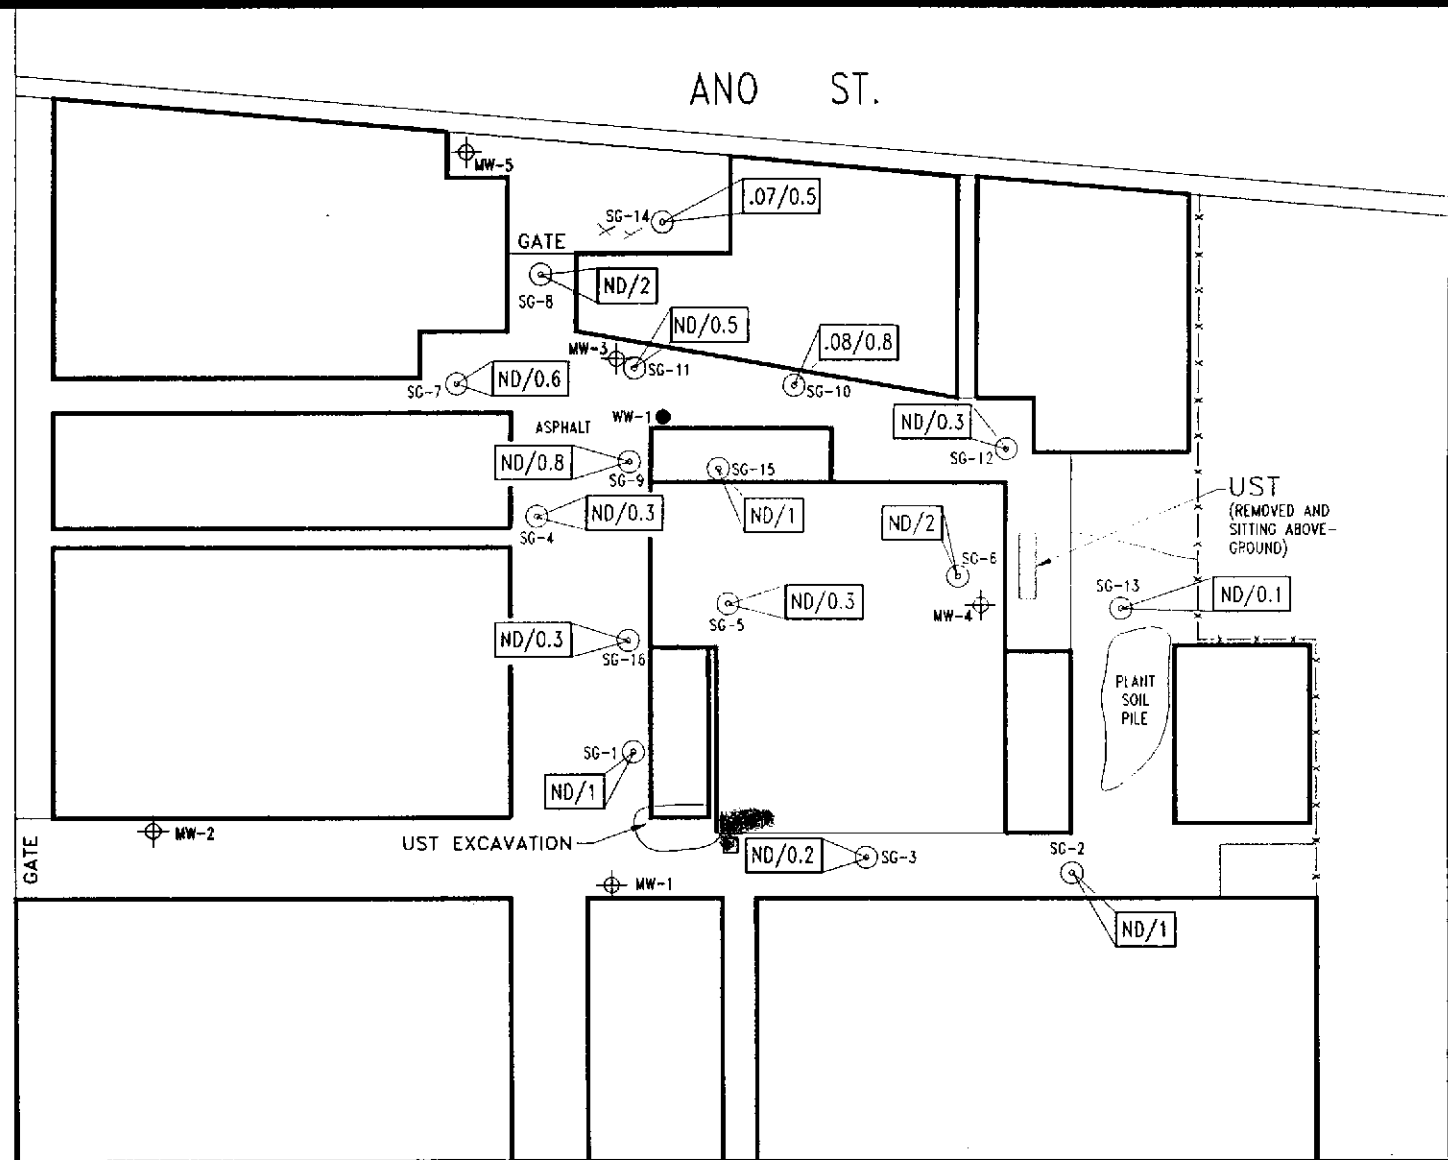 ANO ST.
MW-5
.07/0.5
SG-14
GATE
ND/2
SG-8
ND/0.5
MW-3
SG-11
.08/0.8
SG-10
ND/0.6
SG-7
WW-1
ASPHALT
ND/0.3
SG-12
ND/0.8
SG-9
SG-15
ND/1
UST
(REMOVED AND
SITTING ABOVE-
GROUND)
ND/0.3
SG-4
ND/2
SG-6
MW-4
SG-13
ND/0.1
ND/0.3
SG-5
ND/0.3
SG-16
PLANT
SOIL
PILE
SG-1
ND/1
MW-2
UST EXCAVATION
GATE
ND/0.2
SG-3
SG-2
MW-1
ND/1